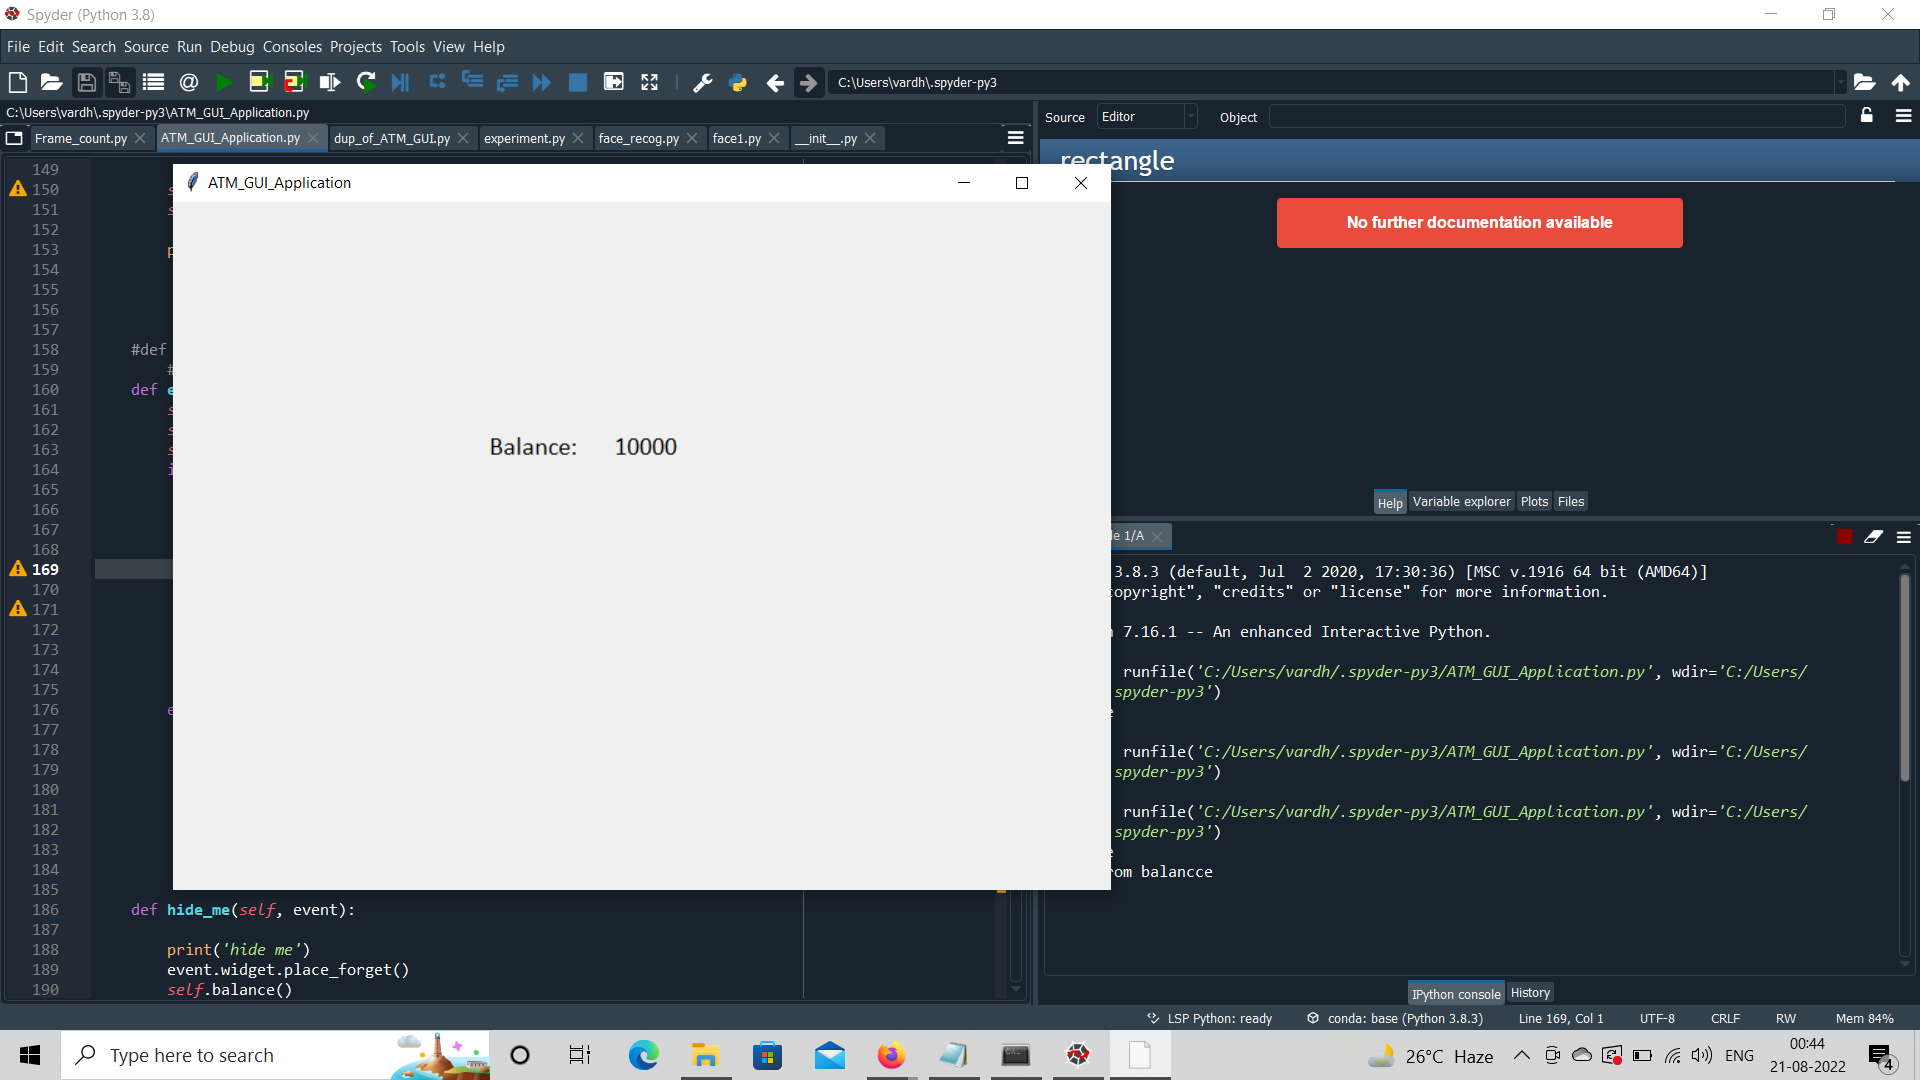 Spyder (Python 3.8)
File Edit Search Source Run Debug Consoles Projects Tools View Help
C:\Users\vardh\.spyder-py3
C:\Users\vardh\.spyder-py3\ATM_GUI_Application.py
Frame_count.py ATM_GUI_Application.py dup_of_ATM_GUI.py experiment.py face_recog.py face1.py __init__.py
Source Editor Object
rectangle
No further documentation available
Help Variable explorer Plots Files
ATM_GUI_Application
Balance: 10000
149
150
151
152
153
154
155
156
157
158 #def
159 #
160 def e
161
162
163
164 i
165
166
167
168
169
170
171
172
173
174
175
176 e
177
178
179
180
181
182
183
184
185
186 def hide_me(self, event):
187
188 print('hide me')
189 event.widget.place_forget()
190 self.balance()
le 1/A
3.8.3 (default, Jul 2 2020, 17:30:36) [MSC v.1916 64 bit (AMD64)]
opyright", "credits" or "license" for more information.
7.16.1 -- An enhanced Interactive Python.
runfile('C:/Users/vardh/.spyder-py3/ATM_GUI_Application.py', wdir='C:/Users/
spyder-py3')
runfile('C:/Users/vardh/.spyder-py3/ATM_GUI_Application.py', wdir='C:/Users/
spyder-py3')
runfile('C:/Users/vardh/.spyder-py3/ATM_GUI_Application.py', wdir='C:/Users/
spyder-py3')
om balancce
IPython console History
LSP Python: ready conda: base (Python 3.8.3) Line 169, Col 1 UTF-8 CRLF RW Mem 84%
Type here to search
26°C Haze
ENG
00:44
21-08-2022
4